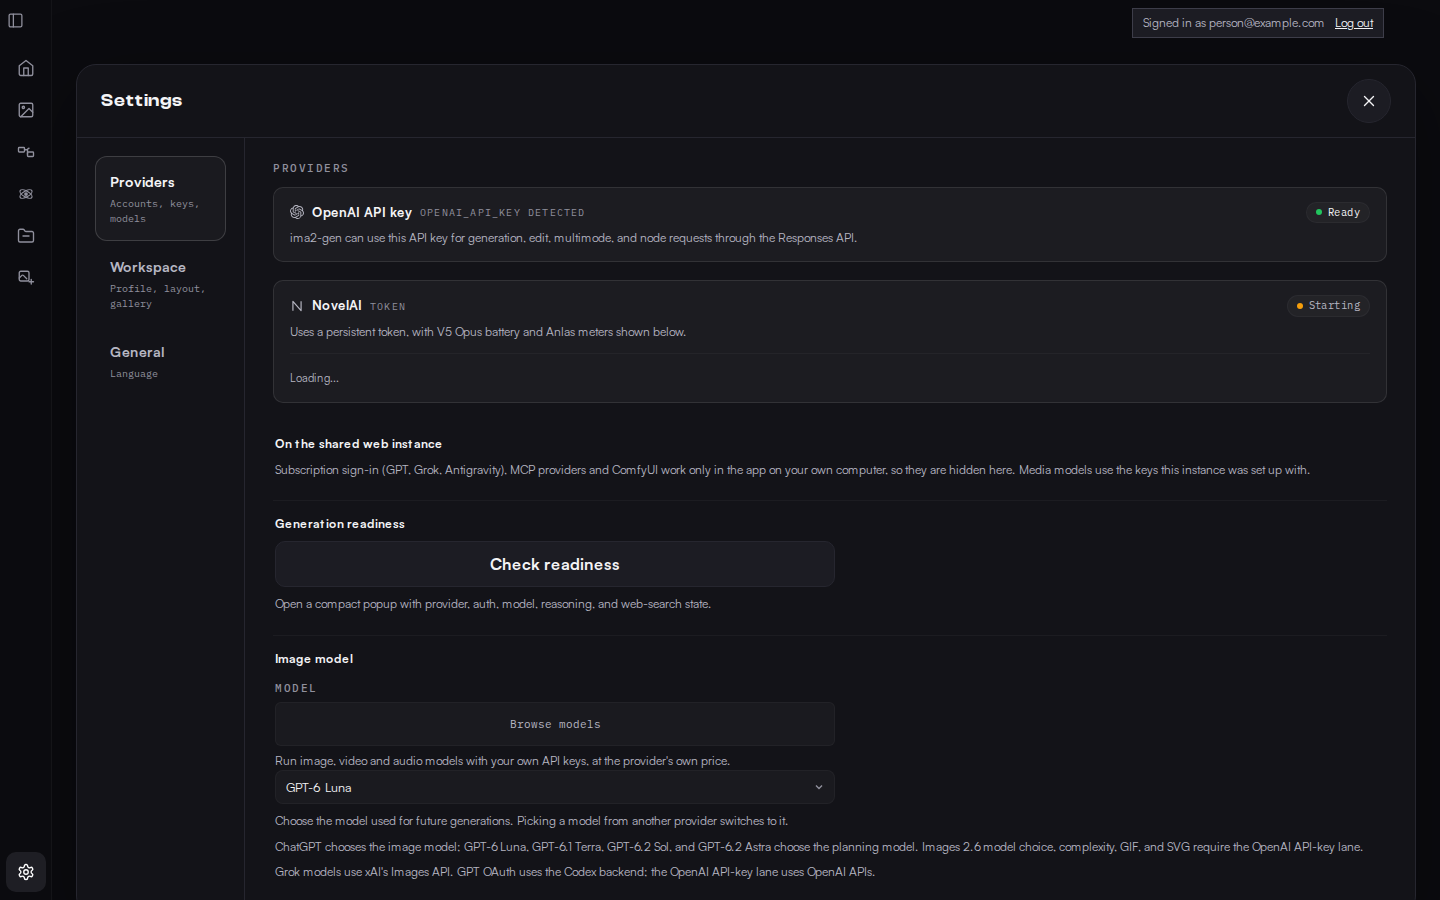 Signed in as person@example.com Log out
Settings
Providers
Accounts, keys,
models
Workspace
Profile, layout,
gallery
General
Language
PROVIDERS
OpenAI API key OPENAI_API_KEY DETECTED
Ready
ima2-gen can use this API key for generation, edit, multimode, and node requests through the Responses API.
NovelAI TOKEN
Starting
Uses a persistent token, with V5 Opus battery and Anlas meters shown below.
Loading...
On the shared web instance
Subscription sign-in (GPT, Grok, Antigravity), MCP providers and ComfyUI work only in the app on your own computer, so they are hidden here. Media models use the keys this instance was set up with.
Generation readiness
Check readiness
Open a compact popup with provider, auth, model, reasoning, and web-search state.
Image model
MODEL
Browse models
Run image, video and audio models with your own API keys, at the provider's own price.
GPT-6 Luna
Choose the model used for future generations. Picking a model from another provider switches to it.
ChatGPT chooses the image model; GPT-6 Luna, GPT-6.1 Terra, GPT-6.2 Sol, and GPT-6.2 Astra choose the planning model. Images 2.6 model choice, complexity, GIF, and SVG require the OpenAI API-key lane.
Grok models use xAI's Images API. GPT OAuth uses the Codex backend; the OpenAI API-key lane uses OpenAI APIs.